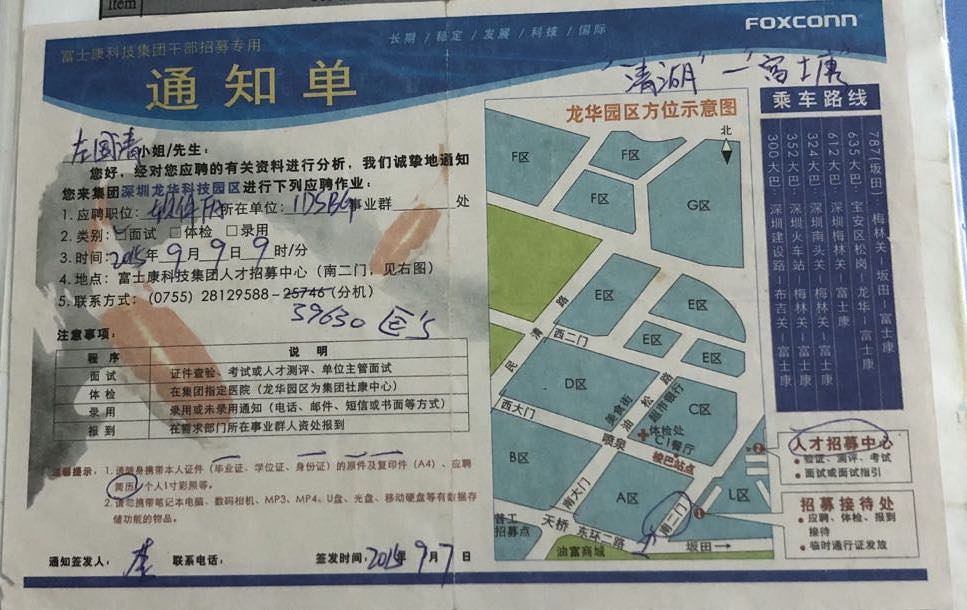 Item
富士康科技集团干部招募专用
长期 / 稳定 / 发展 / 科技 / 国际
FOXCONN
通知单
"清湖"—"富士康"
左国清小姐/先生：
您好，经对您应聘的有关资料进行分析，我们诚挚地通知
您来集团深圳龙华科技园区进行下列应聘作业：
1. 应聘职位：软件 所在单位：iDSBG事业群 处
2. 类别：☑面试 □体检 □录用
3. 时间：2015年9月9日9时/分
4. 地点：富士康科技集团人才招募中心（南二门，见右图）
5. 联系方式：(0755) 28129588－25746(分机)
39630
注意事项：
程 序 说 明
面 试 证件查验、考试或人才测评、单位主管面试
体 检 在集团指定医院（龙华园区为集团社康中心）
录 用 录用或未录用通知（电话、邮件、短信或书面等方式）
报 到 在需求部门所在事业群人资处报到
温馨提示：1.请随身携带本人证件（毕业证、学位证、身份证）的原件及复印件（A4）、应聘
简历、个人1寸彩照等。
2.请勿携带笔记本电脑、数码相机、MP3、MP4、U盘、光盘、移动硬盘等有数据存
储功能的物品。
通知签发人： 联系电话： 签发时间：2015年9月7日
龙华园区方位示意图
北
F区
F区
F区
G区
E区
E区
E区
E区
D区
C区
B区
A区
L区
民清路
西二门
西大门
美食街
油松路
超市银行
体检处
CI餐厅
喷泉
梭巴站点
南大门
南二门
普工
招募点
天桥
东环二路
油富商城
坂田
乘车路线
787(坂田：梅林关 坂田 富士康
635大巴：宝安区松岗 龙华 富士康
612大巴：深圳梅林关 富士康
324大巴：深圳南头关 梅林关 富士康
352大巴：深圳火车站 梅林关 富士康
300大巴：深圳建设路 布吉关 富士康
人才招募中心
● 验证、测评、考试
● 面试或面试指引
招募接待处
● 应聘、体检、报到
接待
● 临时通行证发放